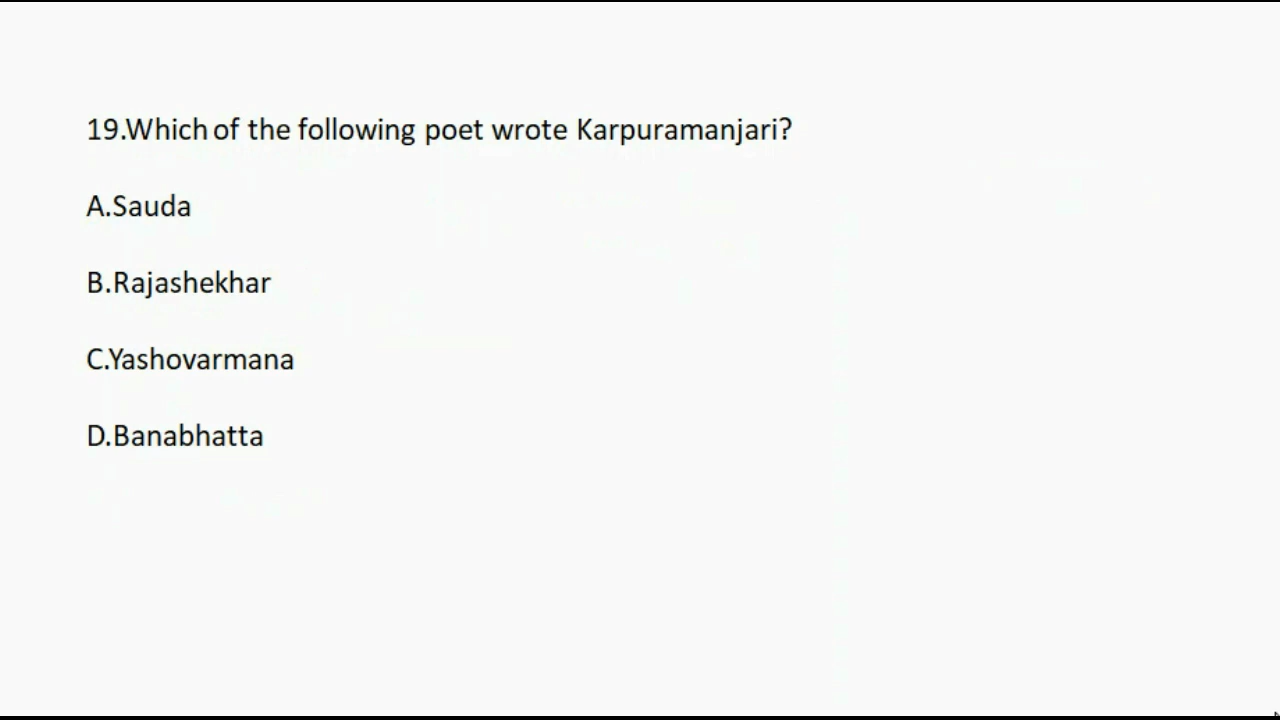 19.Which of the following poet wrote Karpuramanjari?
A.Sauda
B.Rajashekhar
C.Yashovarmana
D.Banabhatta